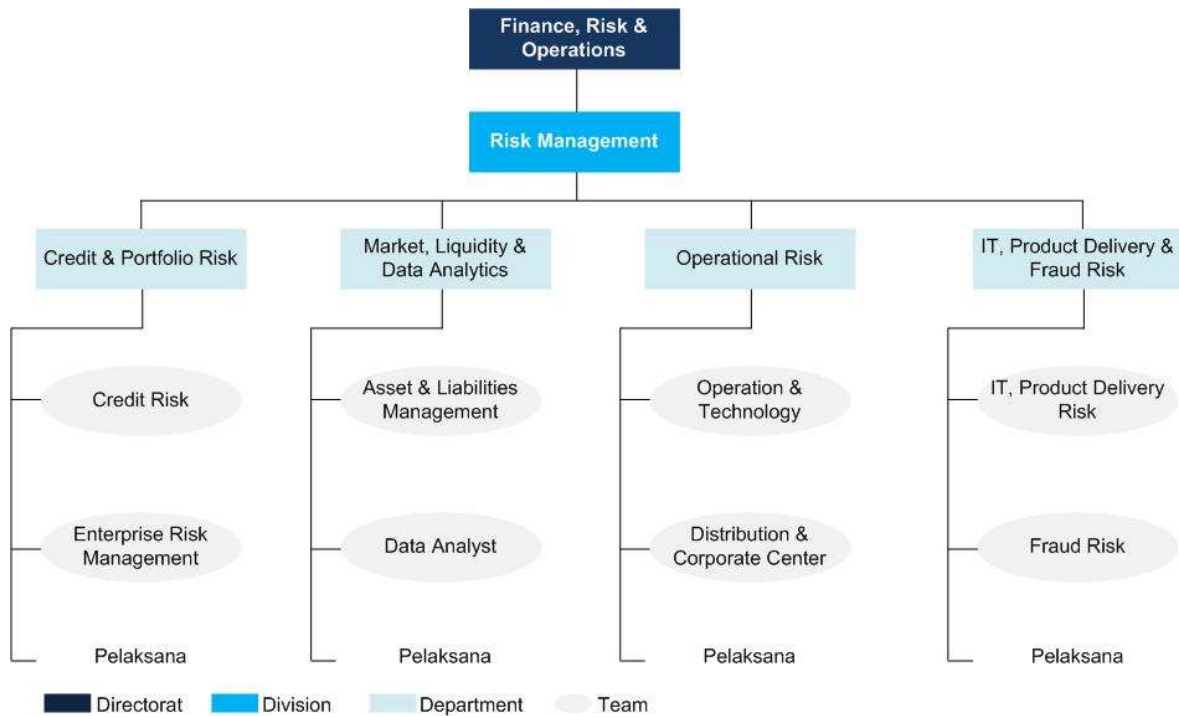 Finance, Risk &
Operations
Risk Management
Credit & Portfolio Risk
Market, Liquidity &
Data Analytics
Operational Risk
IT, Product Delivery &
Fraud Risk
Credit Risk
Asset & Liabilities
Management
Operation &
Technology
IT, Product Delivery
Risk
Enterprise Risk
Management
Data Analyst
Distribution &
Corporate Center
Fraud Risk
Pelaksana
Pelaksana
Pelaksana
Pelaksana
Directorat
Division
Department
Team